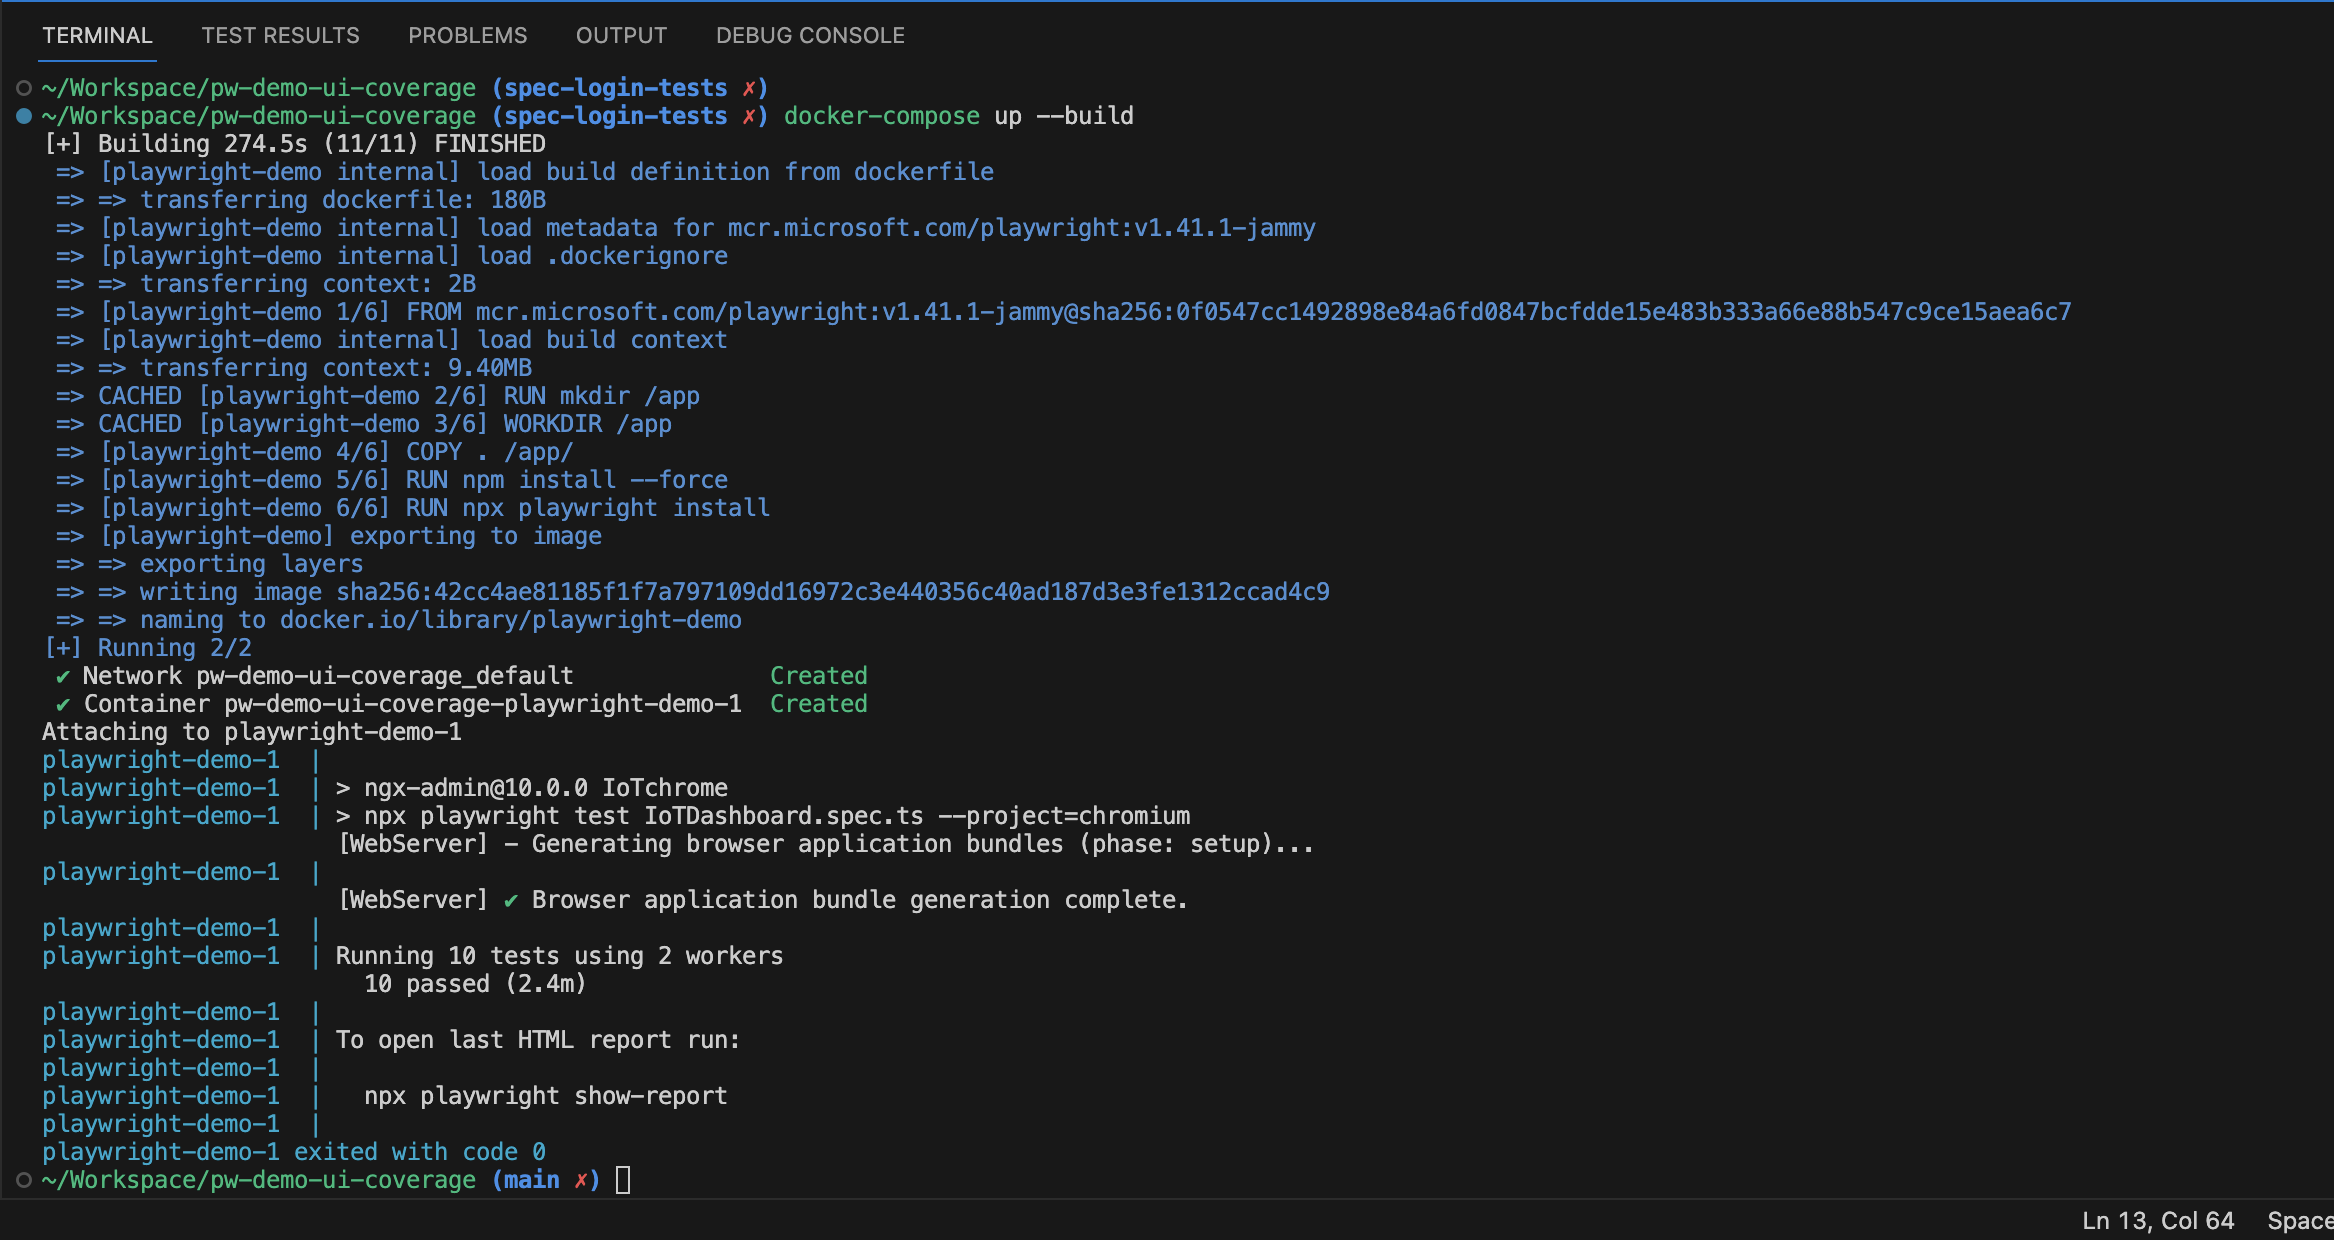 TERMINAL TEST RESULTS PROBLEMS OUTPUT DEBUG CONSOLE
~/Workspace/pw-demo-ui-coverage (spec-login-tests ✗)
~/Workspace/pw-demo-ui-coverage (spec-login-tests ✗) docker-compose up --build
[+] Building 274.5s (11/11) FINISHED
=> [playwright-demo internal] load build definition from dockerfile
=> => transferring dockerfile: 180B
=> [playwright-demo internal] load metadata for mcr.microsoft.com/playwright:v1.41.1-jammy
=> [playwright-demo internal] load .dockerignore
=> => transferring context: 2B
=> [playwright-demo 1/6] FROM mcr.microsoft.com/playwright:v1.41.1-jammy@sha256:0f0547cc1492898e84a6fd0847bcfdde15e483b333a66e88b547c9ce15aea6c7
=> [playwright-demo internal] load build context
=> => transferring context: 9.40MB
=> CACHED [playwright-demo 2/6] RUN mkdir /app
=> CACHED [playwright-demo 3/6] WORKDIR /app
=> [playwright-demo 4/6] COPY . /app/
=> [playwright-demo 5/6] RUN npm install --force
=> [playwright-demo 6/6] RUN npx playwright install
=> [playwright-demo] exporting to image
=> => exporting layers
=> => writing image sha256:42cc4ae81185f1f7a797109dd16972c3e440356c40ad187d3e3fe1312ccad4c9
=> => naming to docker.io/library/playwright-demo
[+] Running 2/2
✔ Network pw-demo-ui-coverage_default Created
✔ Container pw-demo-ui-coverage-playwright-demo-1 Created
Attaching to playwright-demo-1
playwright-demo-1 |
playwright-demo-1 | > ngx-admin@10.0.0 IoTchrome
playwright-demo-1 | > npx playwright test IoTDashboard.spec.ts --project=chromium
[WebServer] - Generating browser application bundles (phase: setup)...
playwright-demo-1 |
[WebServer] ✔ Browser application bundle generation complete.
playwright-demo-1 |
playwright-demo-1 | Running 10 tests using 2 workers
10 passed (2.4m)
playwright-demo-1 |
playwright-demo-1 | To open last HTML report run:
playwright-demo-1 |
playwright-demo-1 | npx playwright show-report
playwright-demo-1 |
playwright-demo-1 exited with code 0
~/Workspace/pw-demo-ui-coverage (main ✗)
Ln 13, Col 64 Space